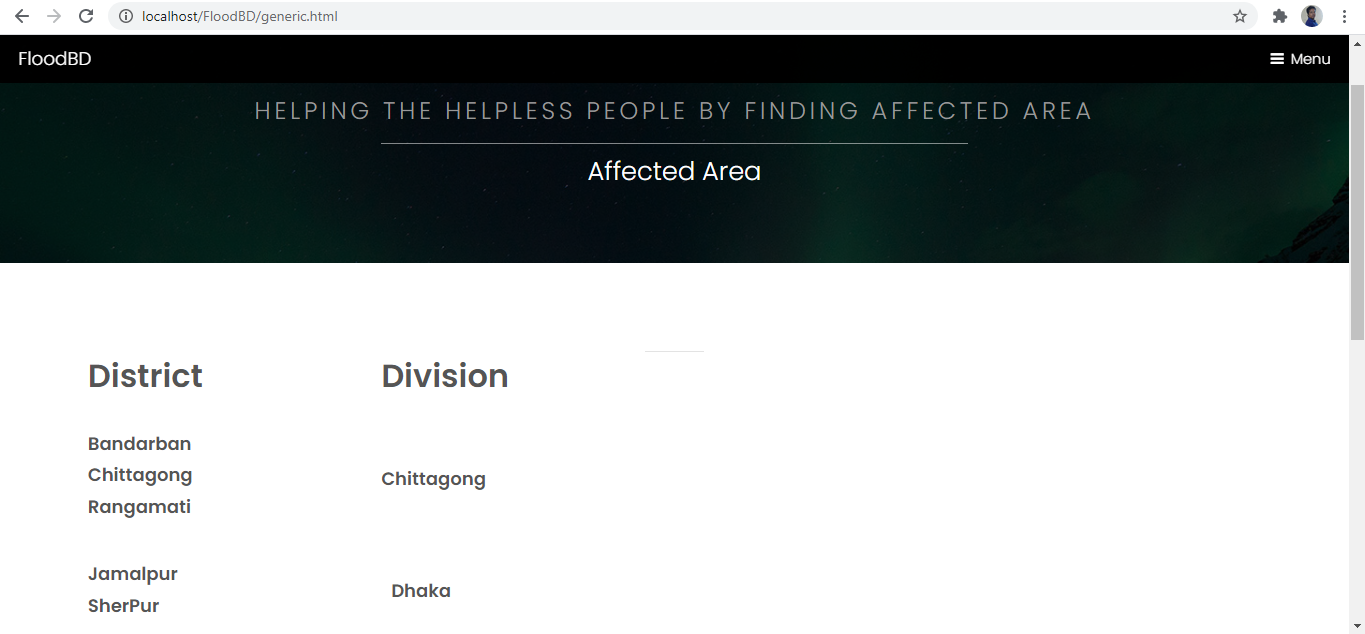 localhost/FloodBD/generic.html
FloodBD
Menu
HELPING THE HELPLESS PEOPLE BY FINDING AFFECTED AREA
Affected Area
District Division
Bandarban
Chittagong Chittagong
Rangamati
Jamalpur
Dhaka
SherPur